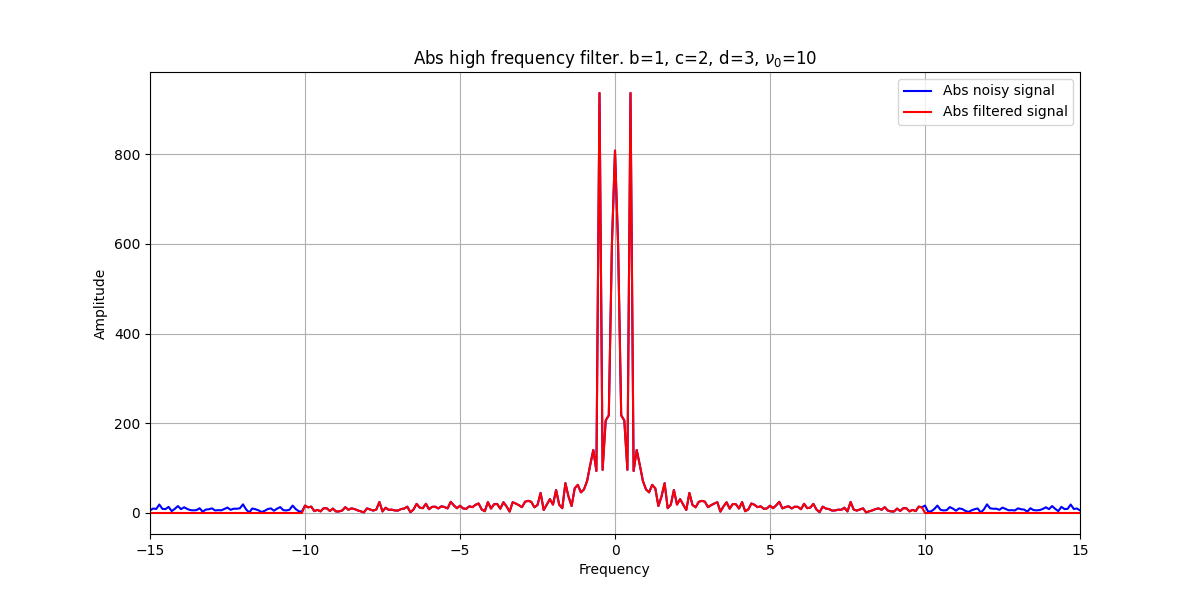 Abs high frequency filter. b=1, c=2, d=3, ν₀=10
Abs noisy signal
Abs filtered signal
Amplitude
800
600
400
200
0
−15
−10
−5
0
5
10
15
Frequency